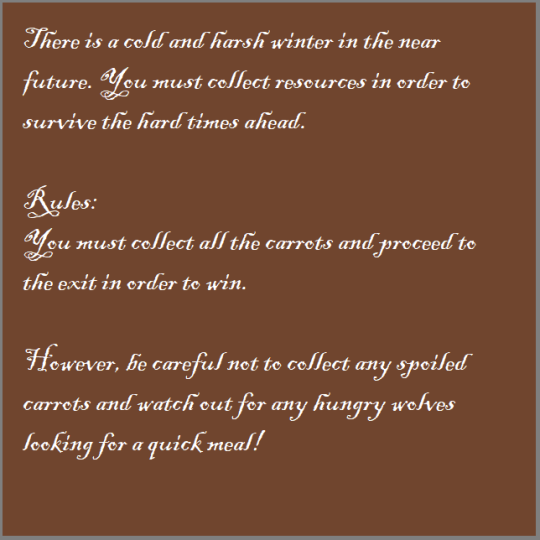 There is a cold and harsh winter in the near
future. You must collect resources in order to
survive the hard times ahead.
Rules:
You must collect all the carrots and proceed to
the exit in order to win.
However, be careful not to collect any spoiled
carrots and watch out for any hungry wolves
looking for a quick meal!